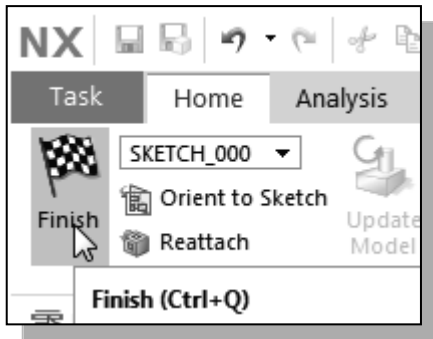 NX
Task Home Analysis
SKETCH_000
Orient to Sketch
Finish
Reattach
Update
Model
Finish (Ctrl+Q)